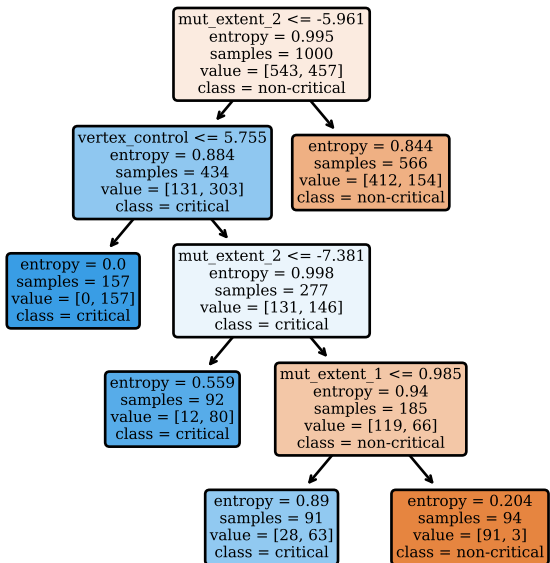 mut_extent_2 <= -5.961
entropy = 0.995
samples = 1000
value = [543, 457]
class = non-critical
vertex_control <= 5.755
entropy = 0.884
samples = 434
value = [131, 303]
class = critical
entropy = 0.844
samples = 566
value = [412, 154]
class = non-critical
entropy = 0.0
samples = 157
value = [0, 157]
class = critical
mut_extent_2 <= -7.381
entropy = 0.998
samples = 277
value = [131, 146]
class = critical
entropy = 0.559
samples = 92
value = [12, 80]
class = critical
mut_extent_1 <= 0.985
entropy = 0.94
samples = 185
value = [119, 66]
class = non-critical
entropy = 0.89
samples = 91
value = [28, 63]
class = critical
entropy = 0.204
samples = 94
value = [91, 3]
class = non-critical